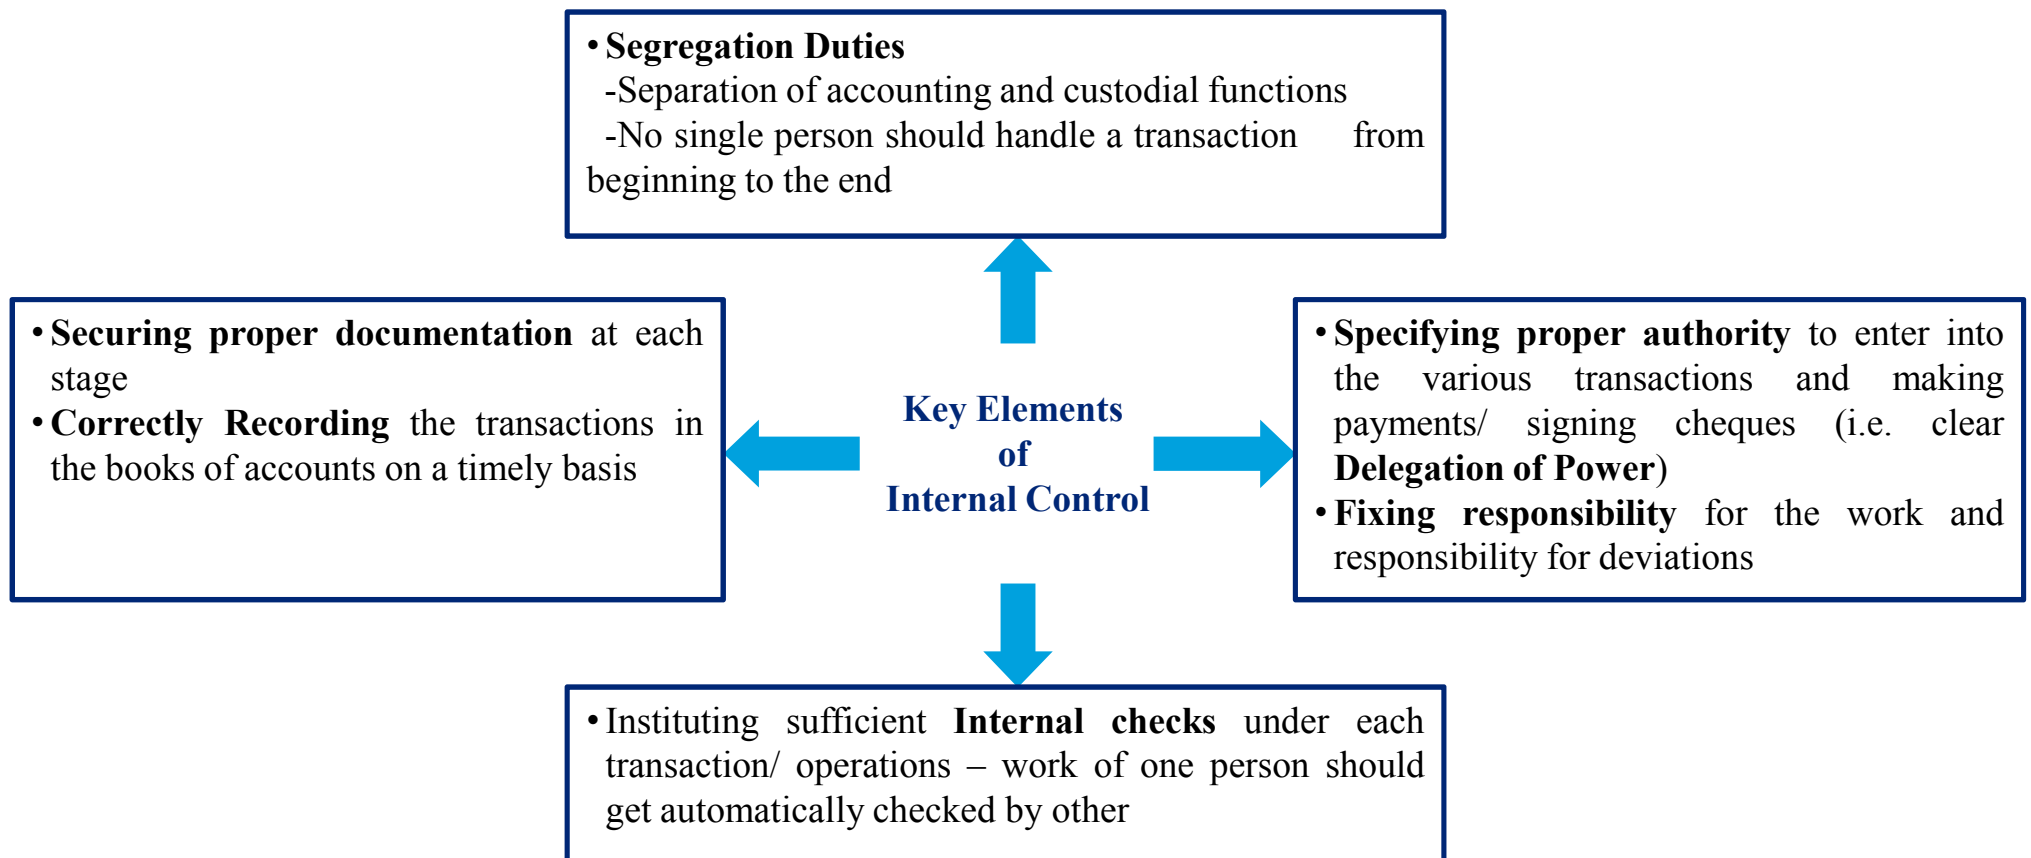 • Segregation Duties
-Separation of accounting and custodial functions
-No single person should handle a transaction from
beginning to the end
• Securing proper documentation at each
stage
• Correctly Recording the transactions in
the books of accounts on a timely basis
Key Elements
of
Internal Control
• Specifying proper authority to enter into
the various transactions and making
payments/ signing cheques (i.e. clear
Delegation of Power)
• Fixing responsibility for the work and
responsibility for deviations
• Instituting sufficient Internal checks under each
transaction/ operations – work of one person should
get automatically checked by other